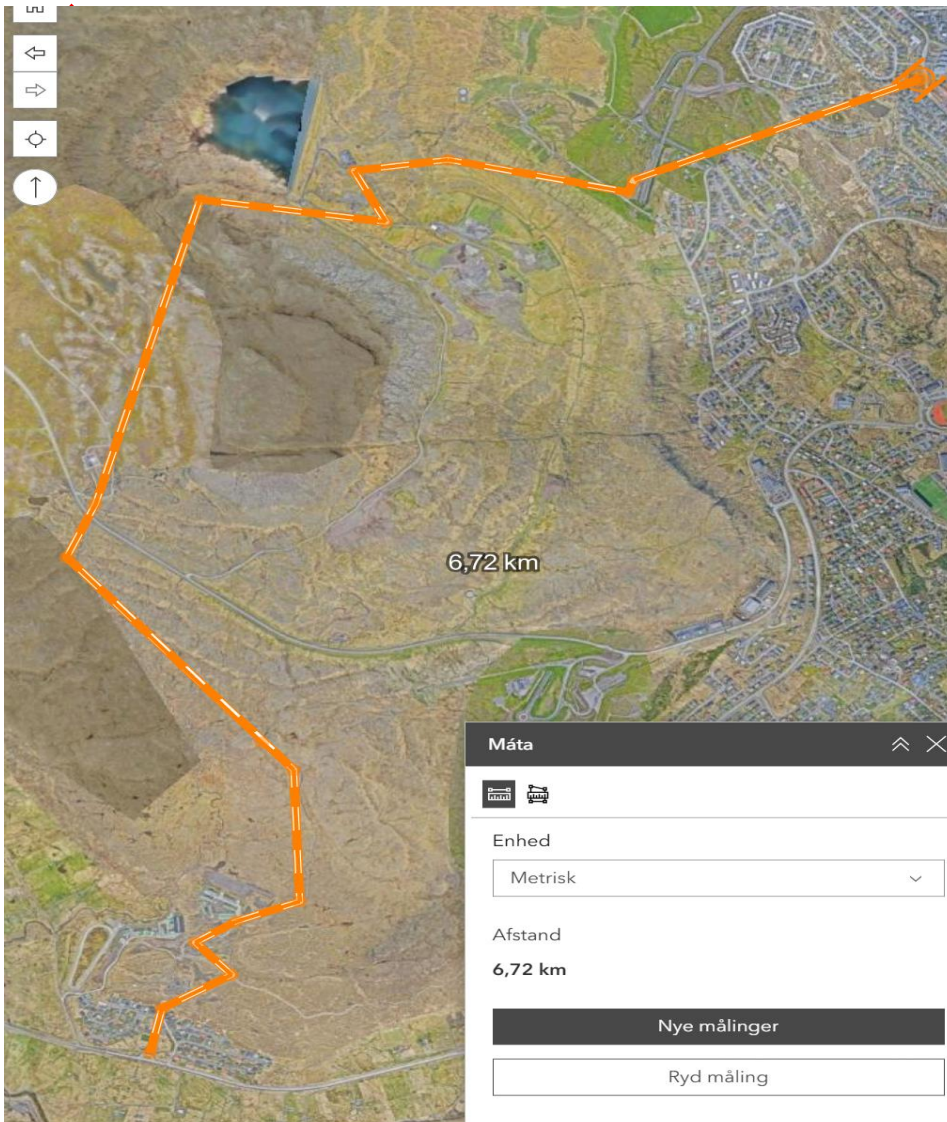 6,72 km
Máta
Enhed
Metrisk
Afstand
6,72 km
Nye målinger
Ryd måling